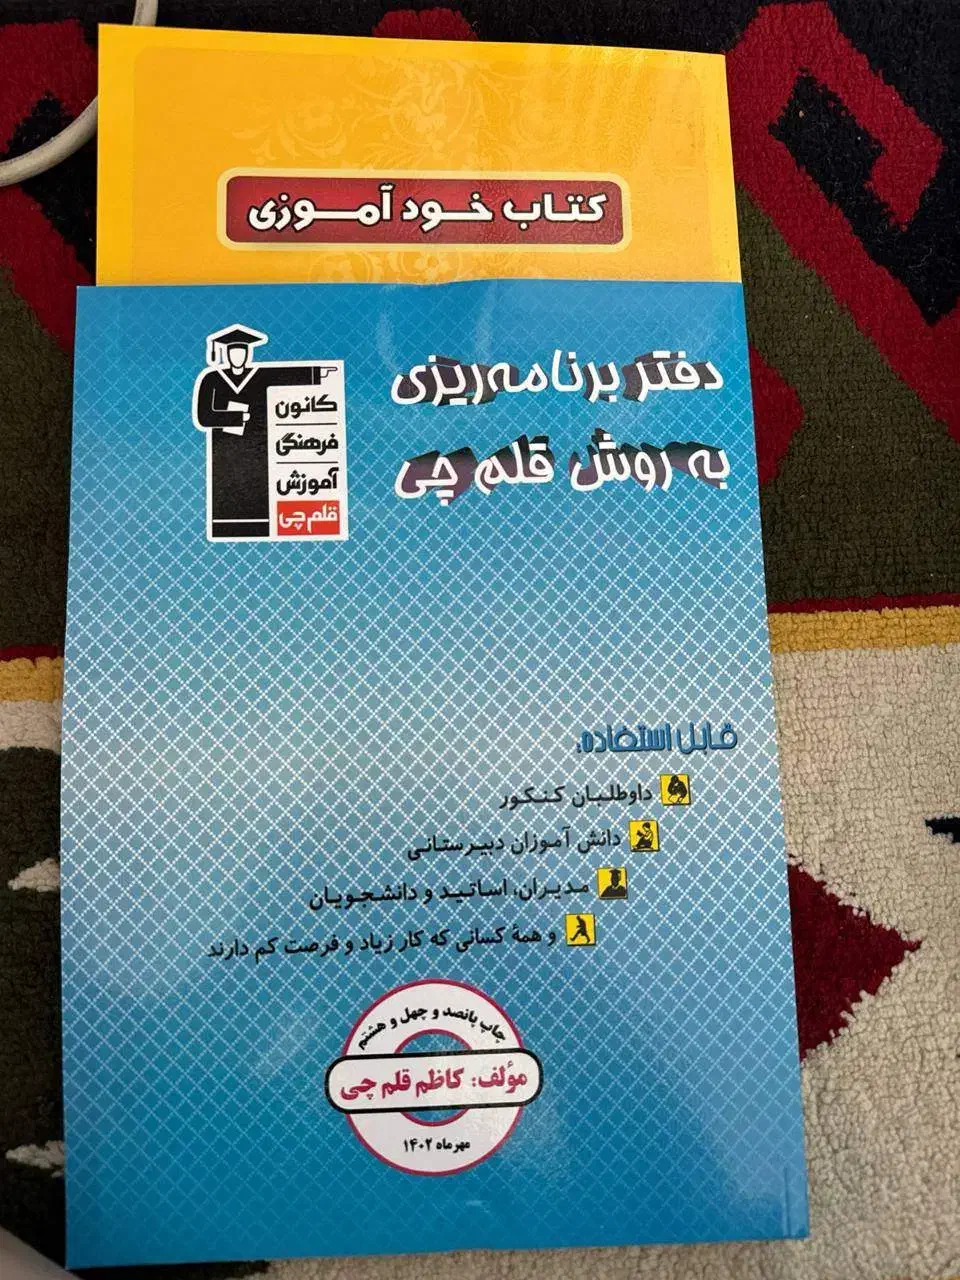 کتاب خودآموزی
دفتر برنامه‌ریزی
به روش قلم چی
کانون
فرهنگی
آموزش
قلم‌چی
قابل استفاده:
داوطلبان کنکور
دانش آموزان دبیرستانی
مدیران، اساتید و دانشجویان
و همهٔ کسانی که کار زیاد و فرصت کم دارند
چاپ پانصد و چهل و هشتم
مؤلف: کاظم قلم چی
مهرماه ۱۴۰۲